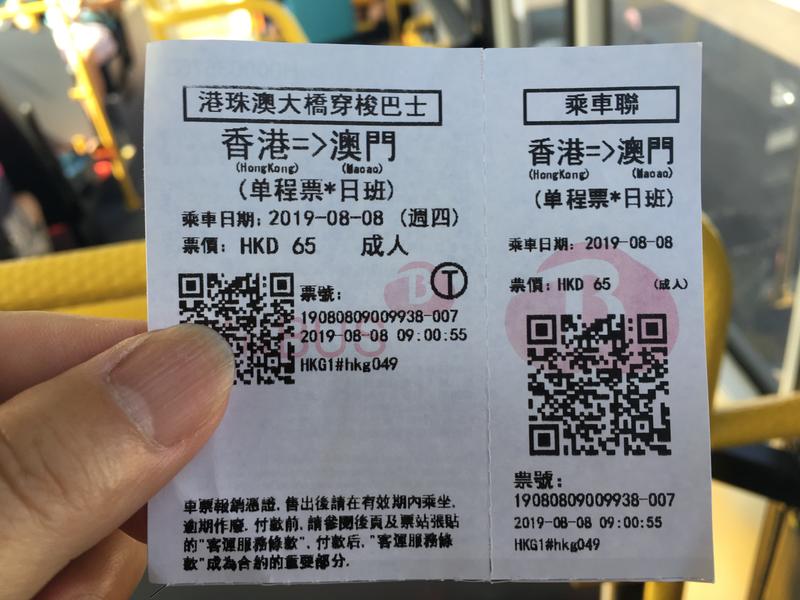 港珠澳大橋穿梭巴士
香港=>澳門
(HongKong) (Macao)
(单程票*日班)
乘車日期: 2019-08-08 (週四)
票價: HKD 65 成人
T
B
BUS
票號:
19080809009938-007
2019-08-08 09:00:55
HKG1#hkg049
車票報銷憑證, 售出後請在有效期内乘坐,
逾期作廢. 付款前, 請參閱後頁及票站張貼
的"客運服務條款", 付款后, "客運服務條
款"成為合約的重要部分.
乘車聯
香港=>澳門
(HongKong) (Macao)
(单程票*日班)
乘車日期: 2019-08-08
票價: HKD 65 (成人)
B
票號:
19080809009938-007
2019-08-08 09:00:55
HKG1#hkg049